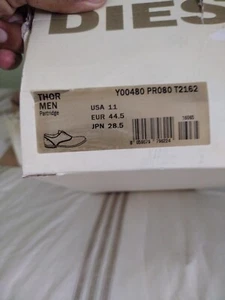 DIES
THOR
MEN
Partridge
Y00480 PR080 T2162
USA 11
EUR 44.5
JPN 28.5